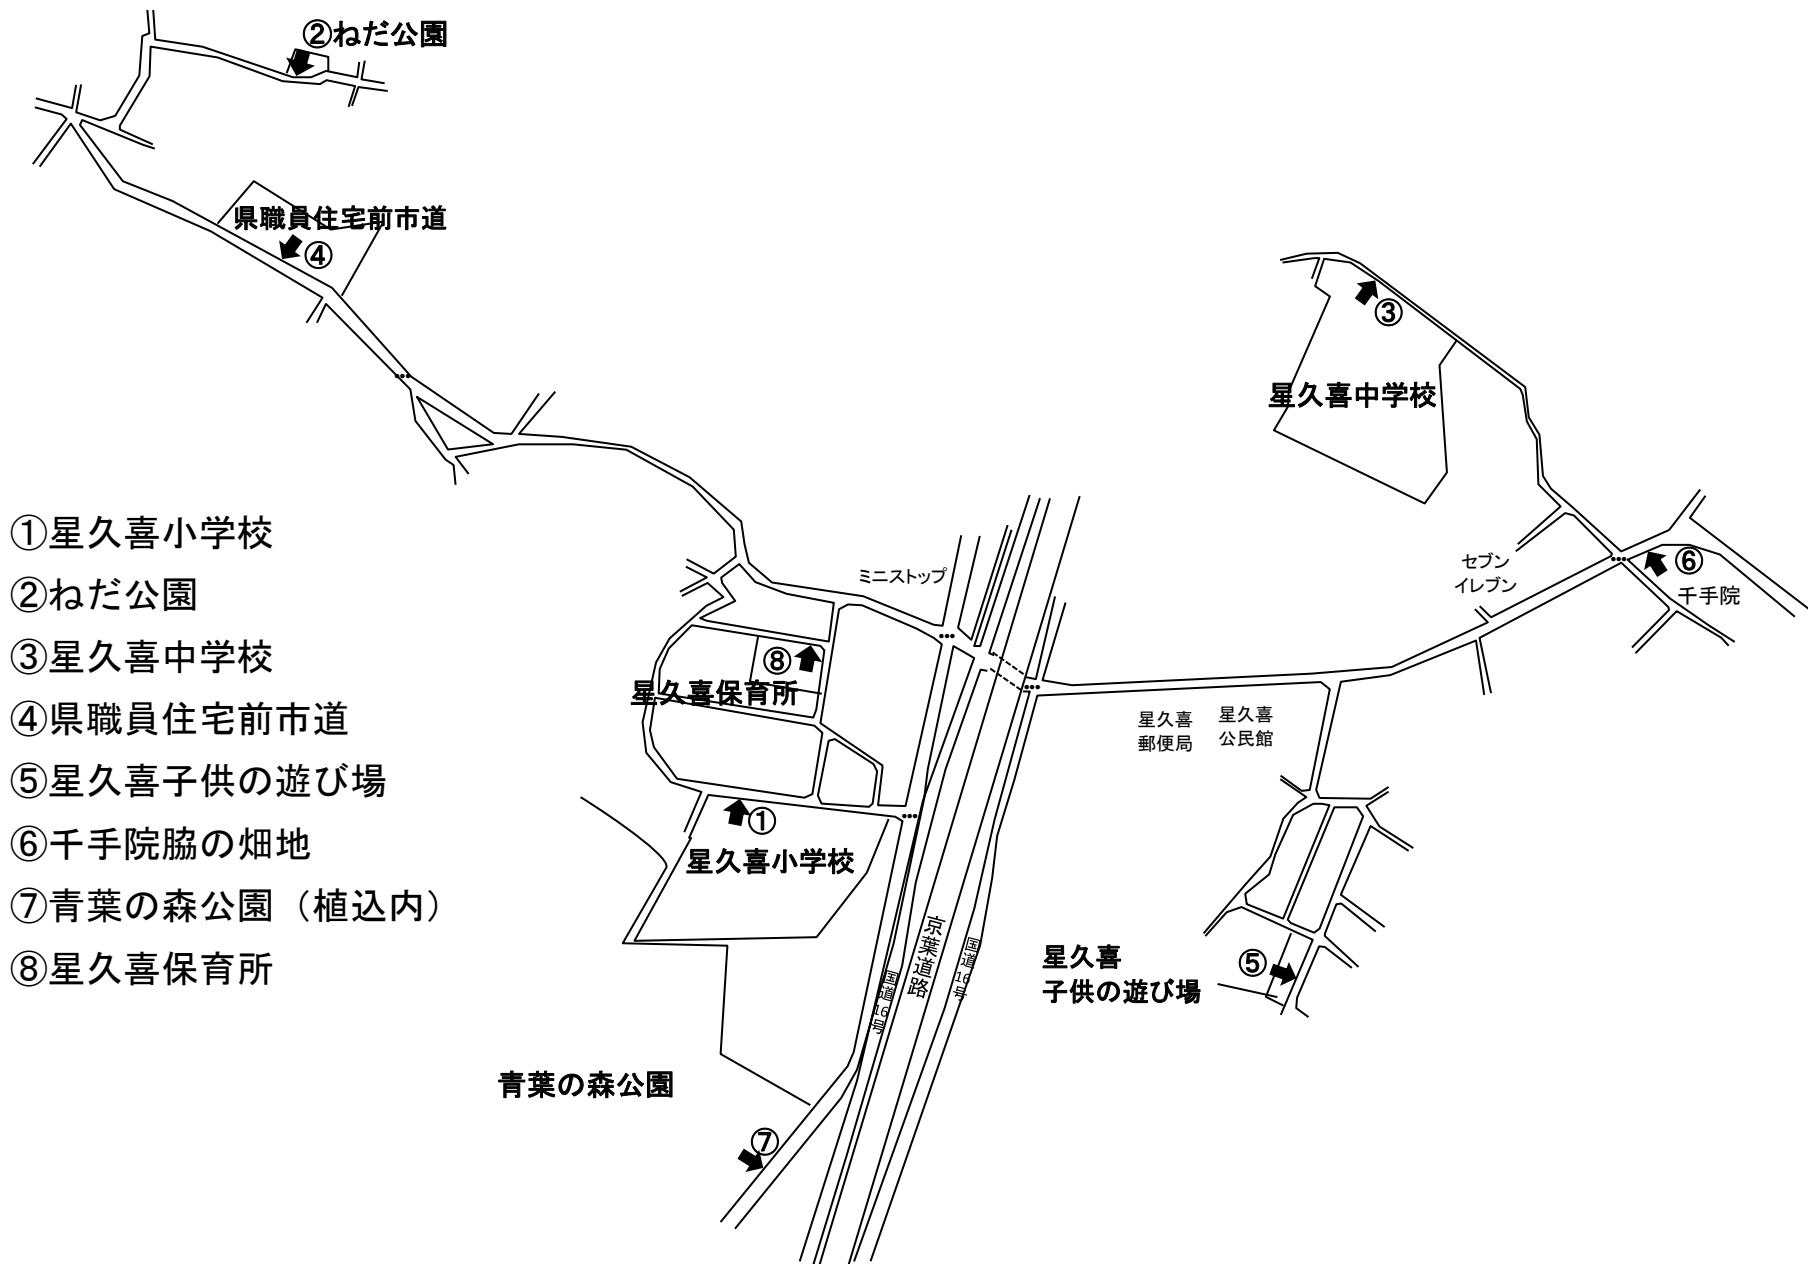 ②ねだ公園
県職員住宅前市道
④
③
星久喜中学校
①星久喜小学校
②ねだ公園
③星久喜中学校
④県職員住宅前市道
⑤星久喜子供の遊び場
⑥千手院脇の畑地
⑦青葉の森公園（植込内）
⑧星久喜保育所
ミニストップ
セブン
イレブン
⑥
千手院
⑧
星久喜保育所
星久喜
郵便局
星久喜
公民館
①
星久喜小学校
京葉道路
国道16号
国道16号
星久喜
子供の遊び場
⑤
青葉の森公園
⑦